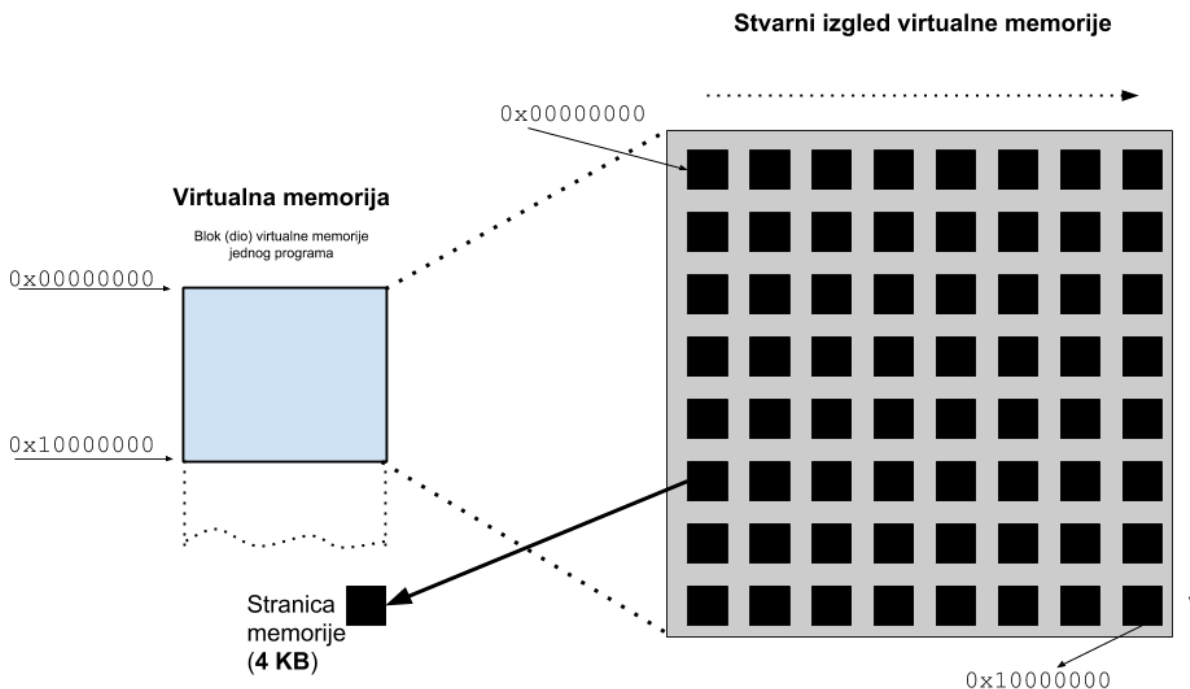 Stvarni izgled virtualne memorije
0x00000000
Virtualna memorija
Blok (dio) virtualne memorije
jednog programa
0x00000000
0x10000000
Stranica
memorije
(4 KB)
0x10000000